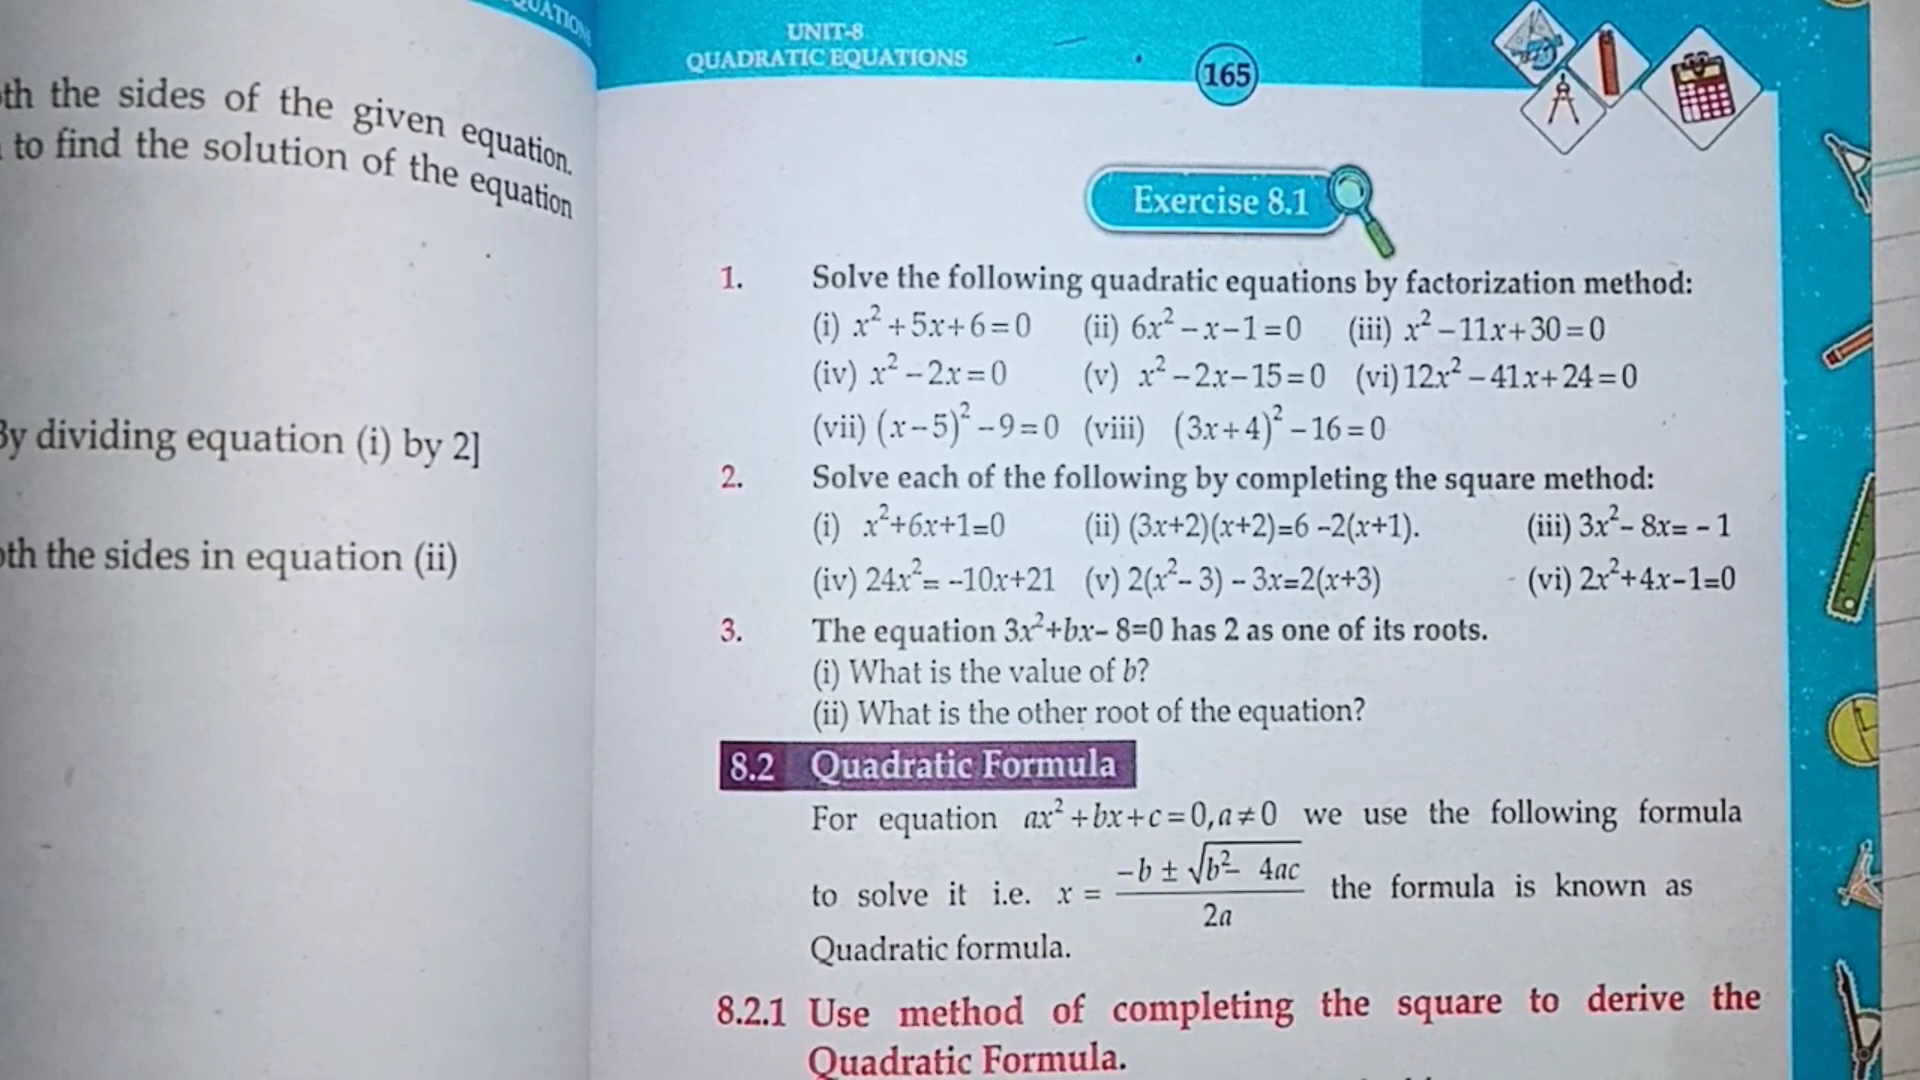 QUATIONS
th the sides of the given equation.
to find the solution of the equation
By dividing equation (i) by 2]
th the sides in equation (ii)
UNIT-8
QUADRATIC EQUATIONS
165
Exercise 8.1
1. Solve the following quadratic equations by factorization method:
(i) x²+5x+6=0 (ii) 6x²-x-1=0 (iii) x²-11x+30=0
(iv) x²-2x=0 (v) x²-2x-15=0 (vi) 12x²-41x+24=0
(vii) (x-5)²-9=0 (viii) (3x+4)²-16=0
2. Solve each of the following by completing the square method:
(i) x²+6x+1=0 (ii) (3x+2)(x+2)=6 -2(x+1). (iii) 3x²- 8x= - 1
(iv) 24x²= -10x+21 (v) 2(x²- 3) - 3x=2(x+3) (vi) 2x²+4x-1=0
3. The equation 3x²+bx- 8=0 has 2 as one of its roots.
(i) What is the value of b?
(ii) What is the other root of the equation?
8.2 Quadratic Formula
For equation ax²+bx+c=0, a≠0 we use the following formula
to solve it i.e. x = (-b ± √(b²- 4ac))/2a the formula is known as
Quadratic formula.
8.2.1 Use method of completing the square to derive the
Quadratic Formula.